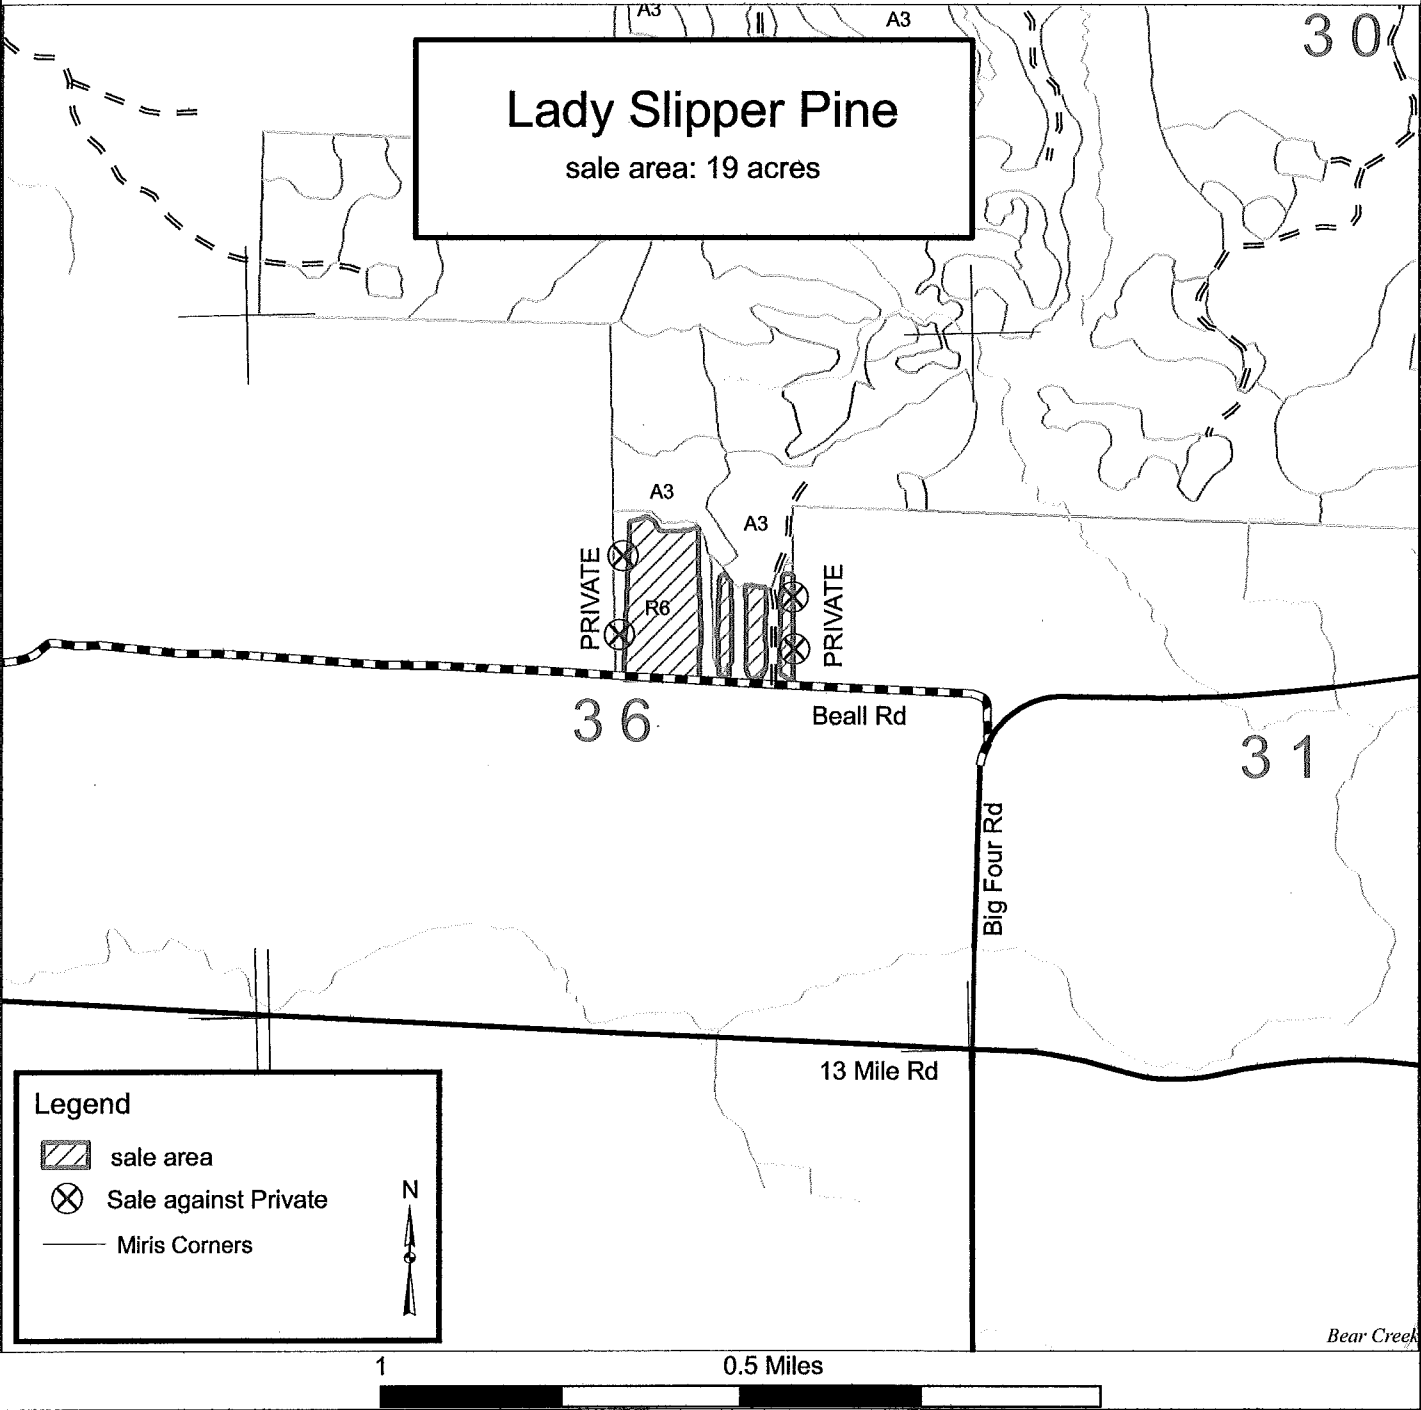 A3
A3
30
Lady Slipper Pine
sale area: 19 acres
A3
A3
PRIVATE
R6
PRIVATE
36
Beall Rd
31
Big Four Rd
13 Mile Rd
Legend
sale area
Sale against Private
Miris Corners
N
Bear Creek
1
0.5 Miles